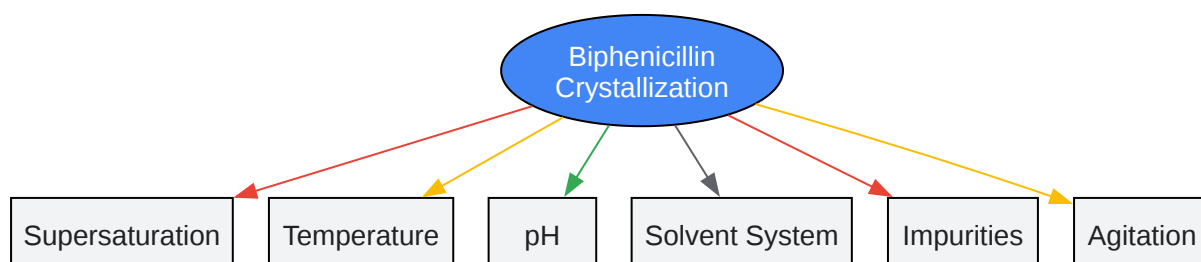 Biphenicillin
Crystallization
Supersaturation
Temperature
pH
Solvent System
Impurities
Agitation